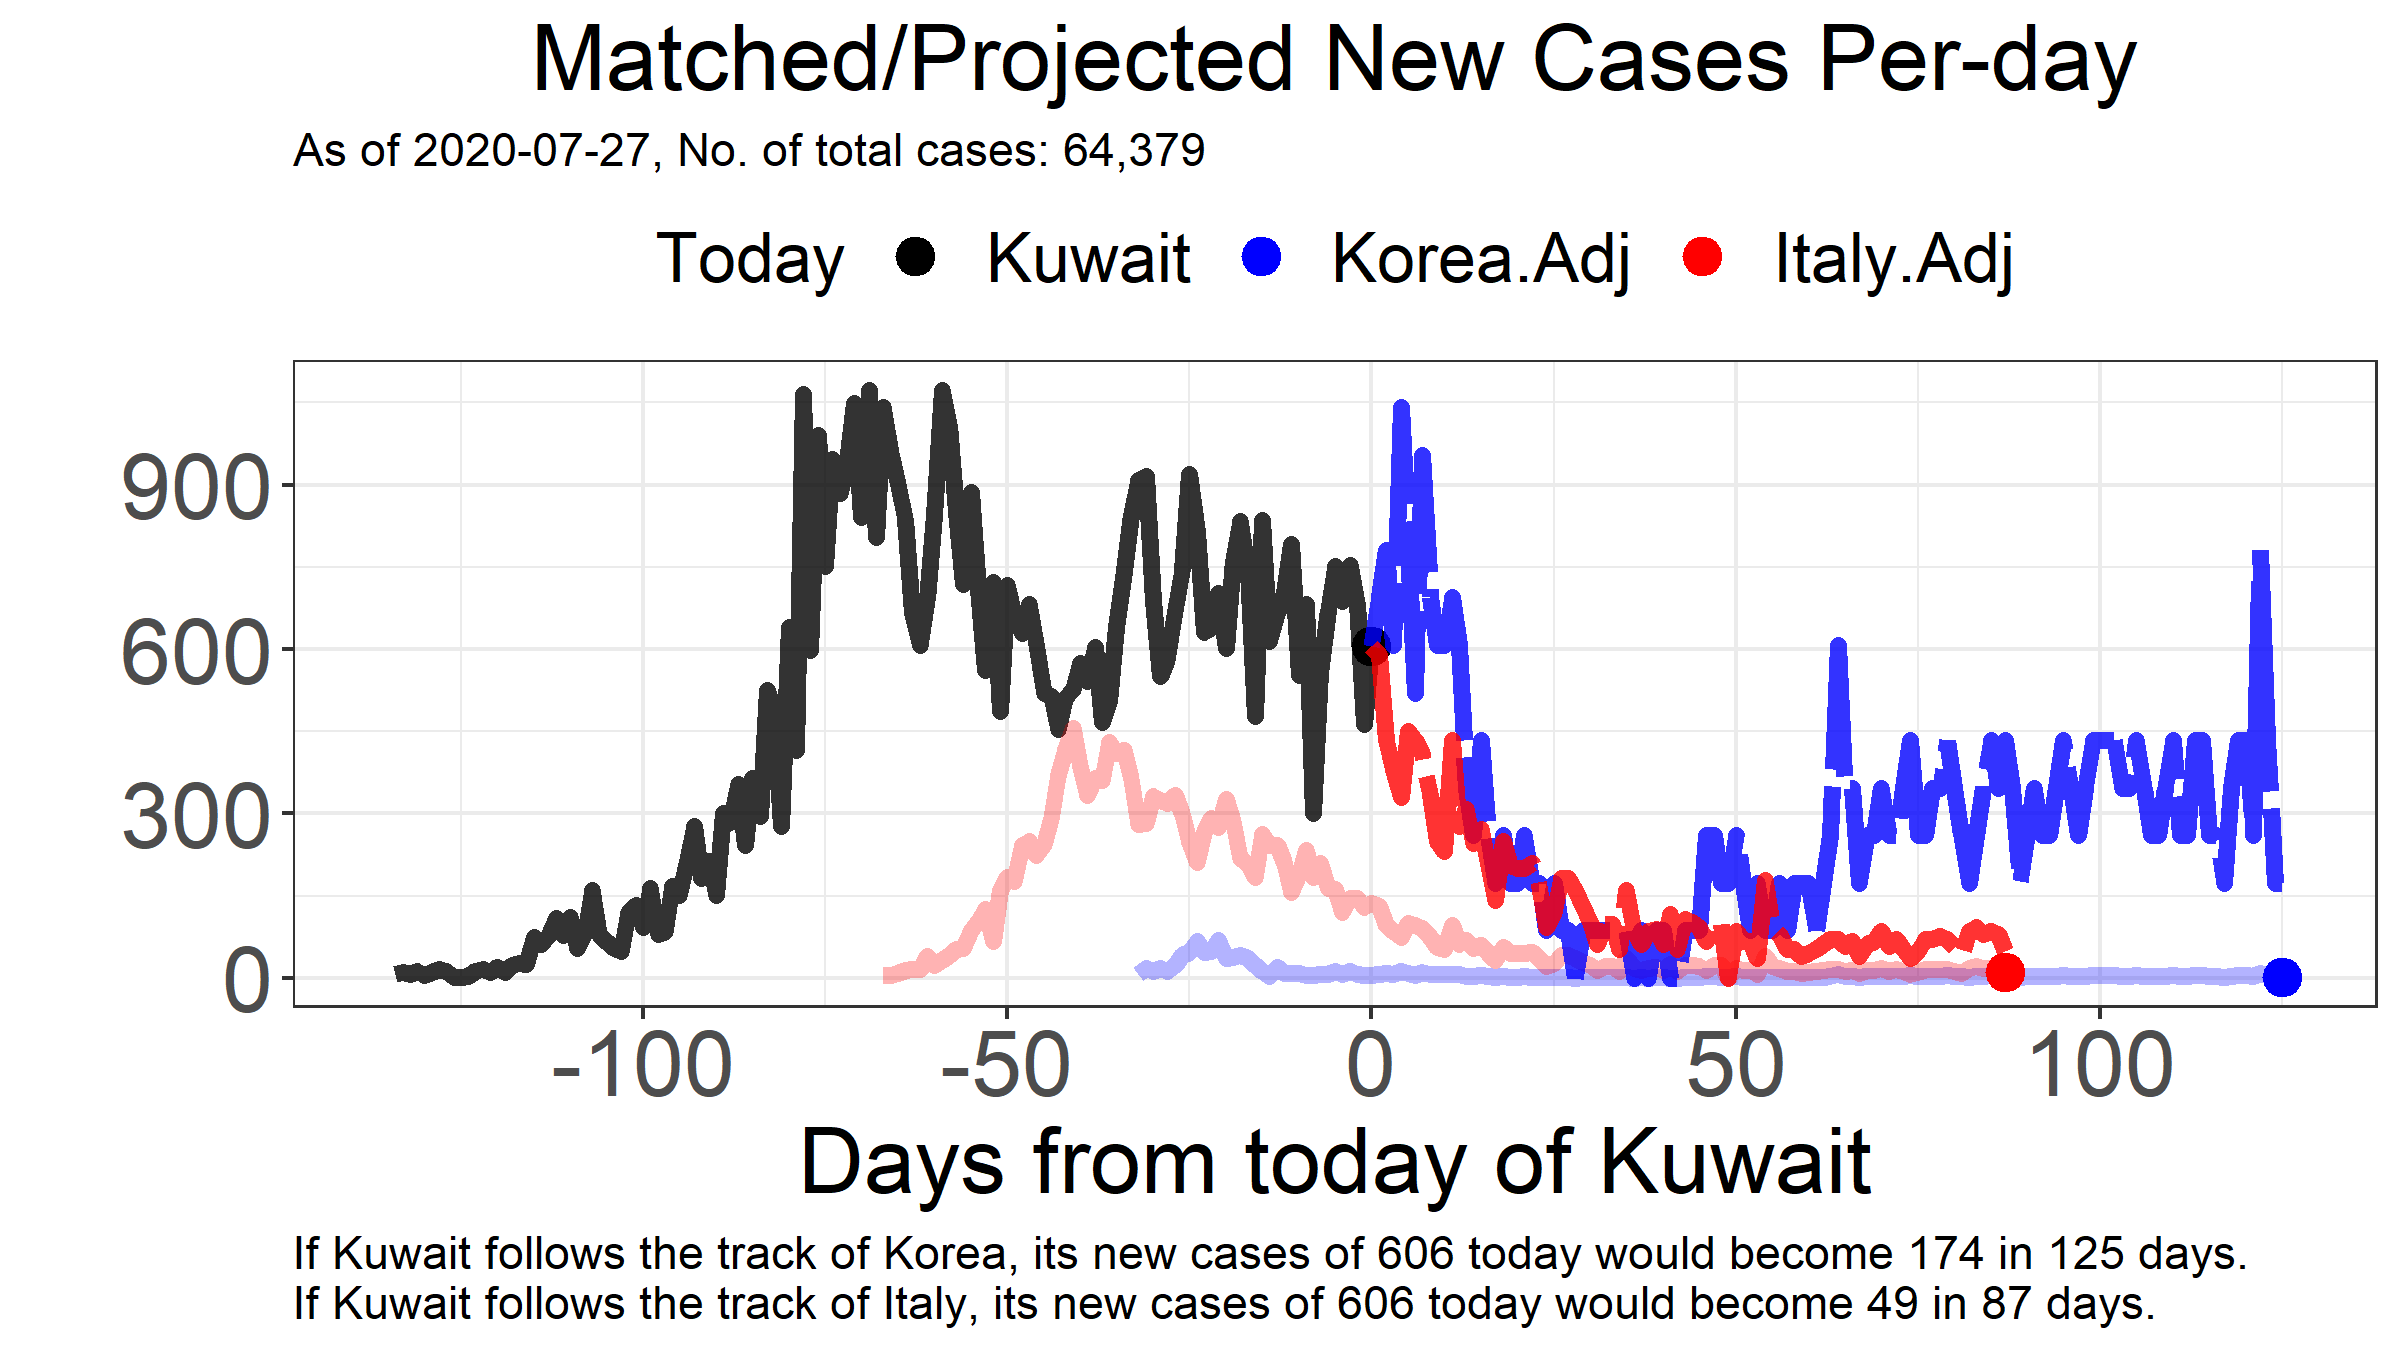 Matched/Projected New Cases Per-day
As of 2020-07-27, No. of total cases: 64,379
Today Kuwait Korea.Adj Italy.Adj
900
600
300
0
-100 -50 0 50 100
Days from today of Kuwait
If Kuwait follows the track of Korea, its new cases of 606 today would become 174 in 125 days.
If Kuwait follows the track of Italy, its new cases of 606 today would become 49 in 87 days.